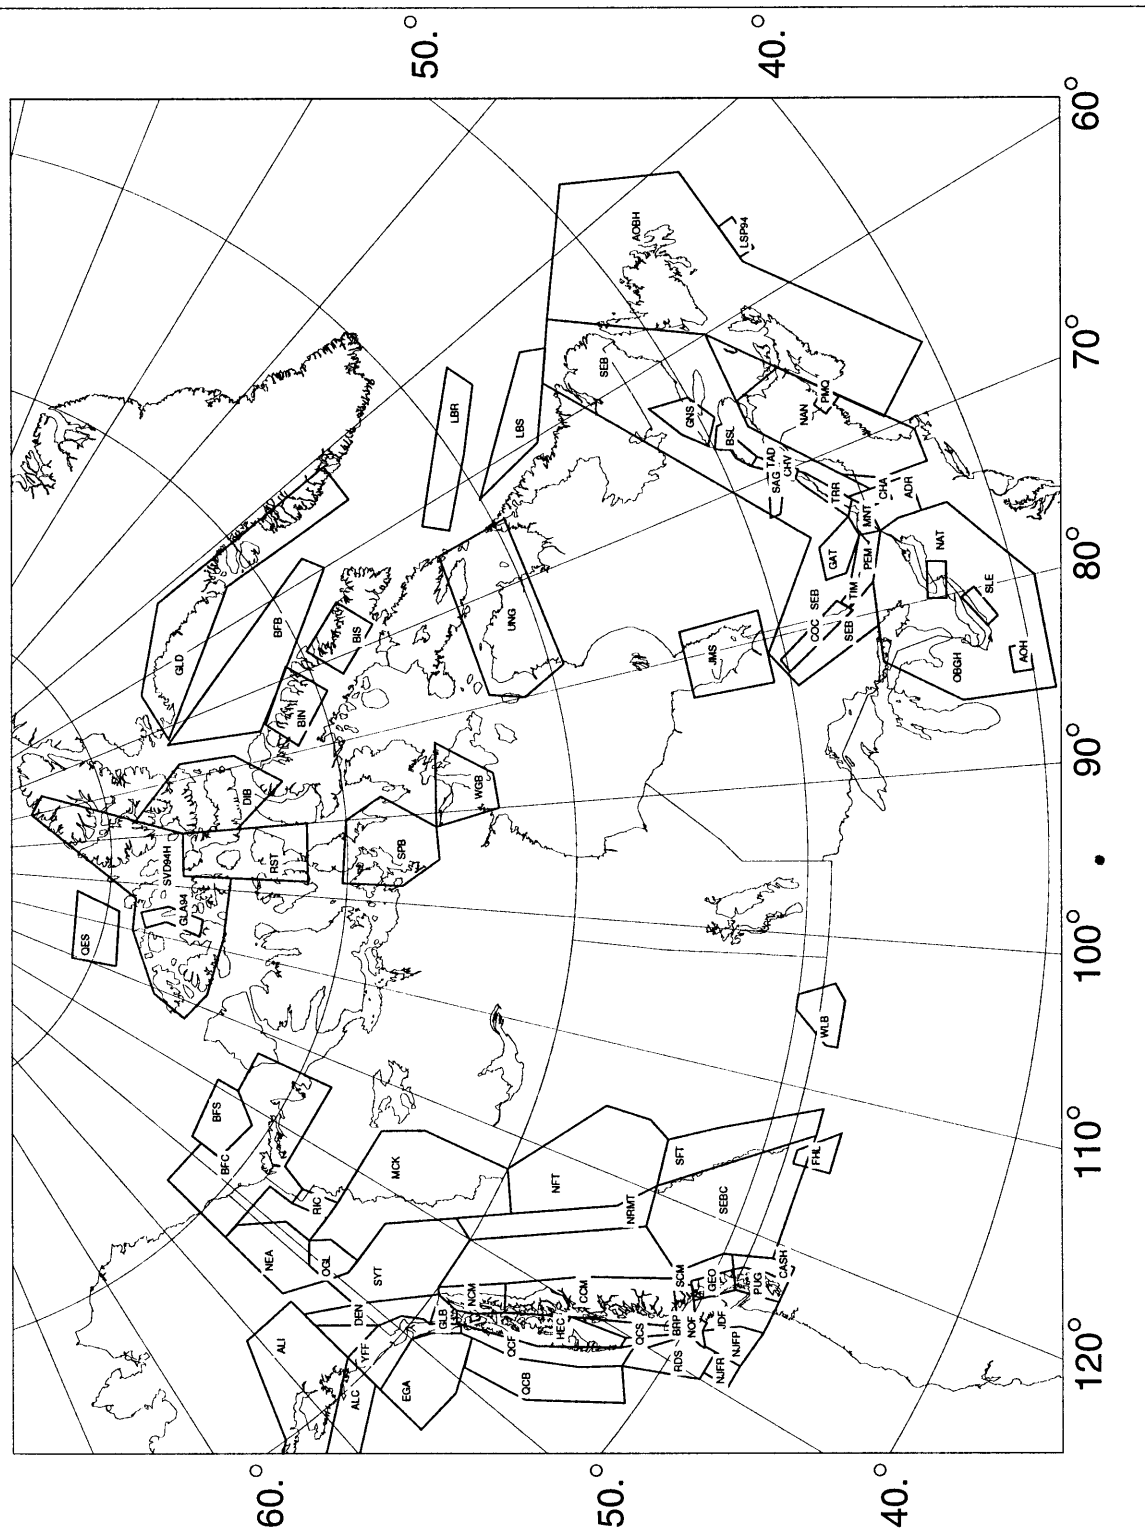 50.°
40.°
60°
70°
80°
90°
100°
110°
120°
60.°
50.°
40.°
AOBH
LSP94
SEB
LBR
LBS
GNS
BSL
NAN
PMQ
TAD
CHV
SAG
TRR
CHA
ADR
MNT
GAT
PEM
NAT
SLE
TIM
SEB
COC
SEB
OBGH
AOH
JMS
UNG
GLD
BFB
BIS
BIN
DIB
WGB
SVD94H
RST
SPB
GLA94
QES
WLB
BFS
BFC
MCK
NFT
SFT
FHL
RIC
NRMT
SEBC
NEA
OGL
SYT
NCM
CCM
SCM
GEO
PUG
CASH
DEN
GLB
HEC
QCS
BRP
NOF
JDF
ALI
YFF
QCF
RDS
NJFR
NJFP
ALC
EGA
QCB